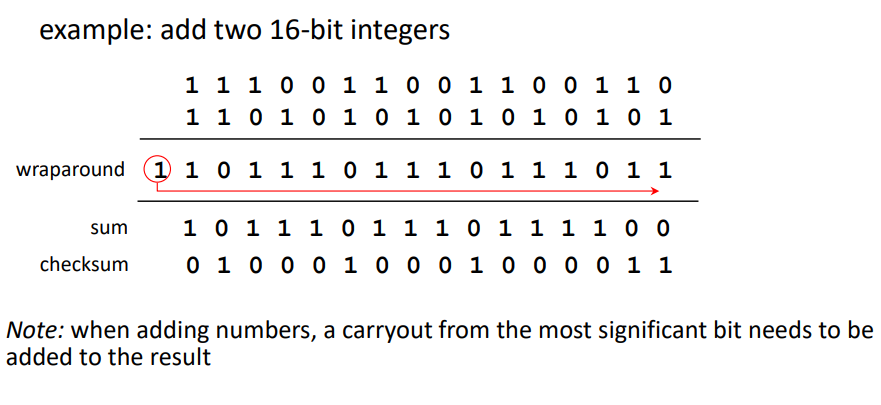 example: add two 16-bit integers
1 1 1 0 0 1 1 0 0 1 1 0 0 1 1 0
1 1 0 1 0 1 0 1 0 1 0 1 0 1 0 1
wraparound 1 1 0 1 1 1 0 1 1 1 0 1 1 1 0 1 1
sum 1 0 1 1 1 0 1 1 1 0 1 1 1 1 0 0
checksum 0 1 0 0 0 1 0 0 0 1 0 0 0 0 1 1
Note: when adding numbers, a carryout from the most significant bit needs to be
added to the result